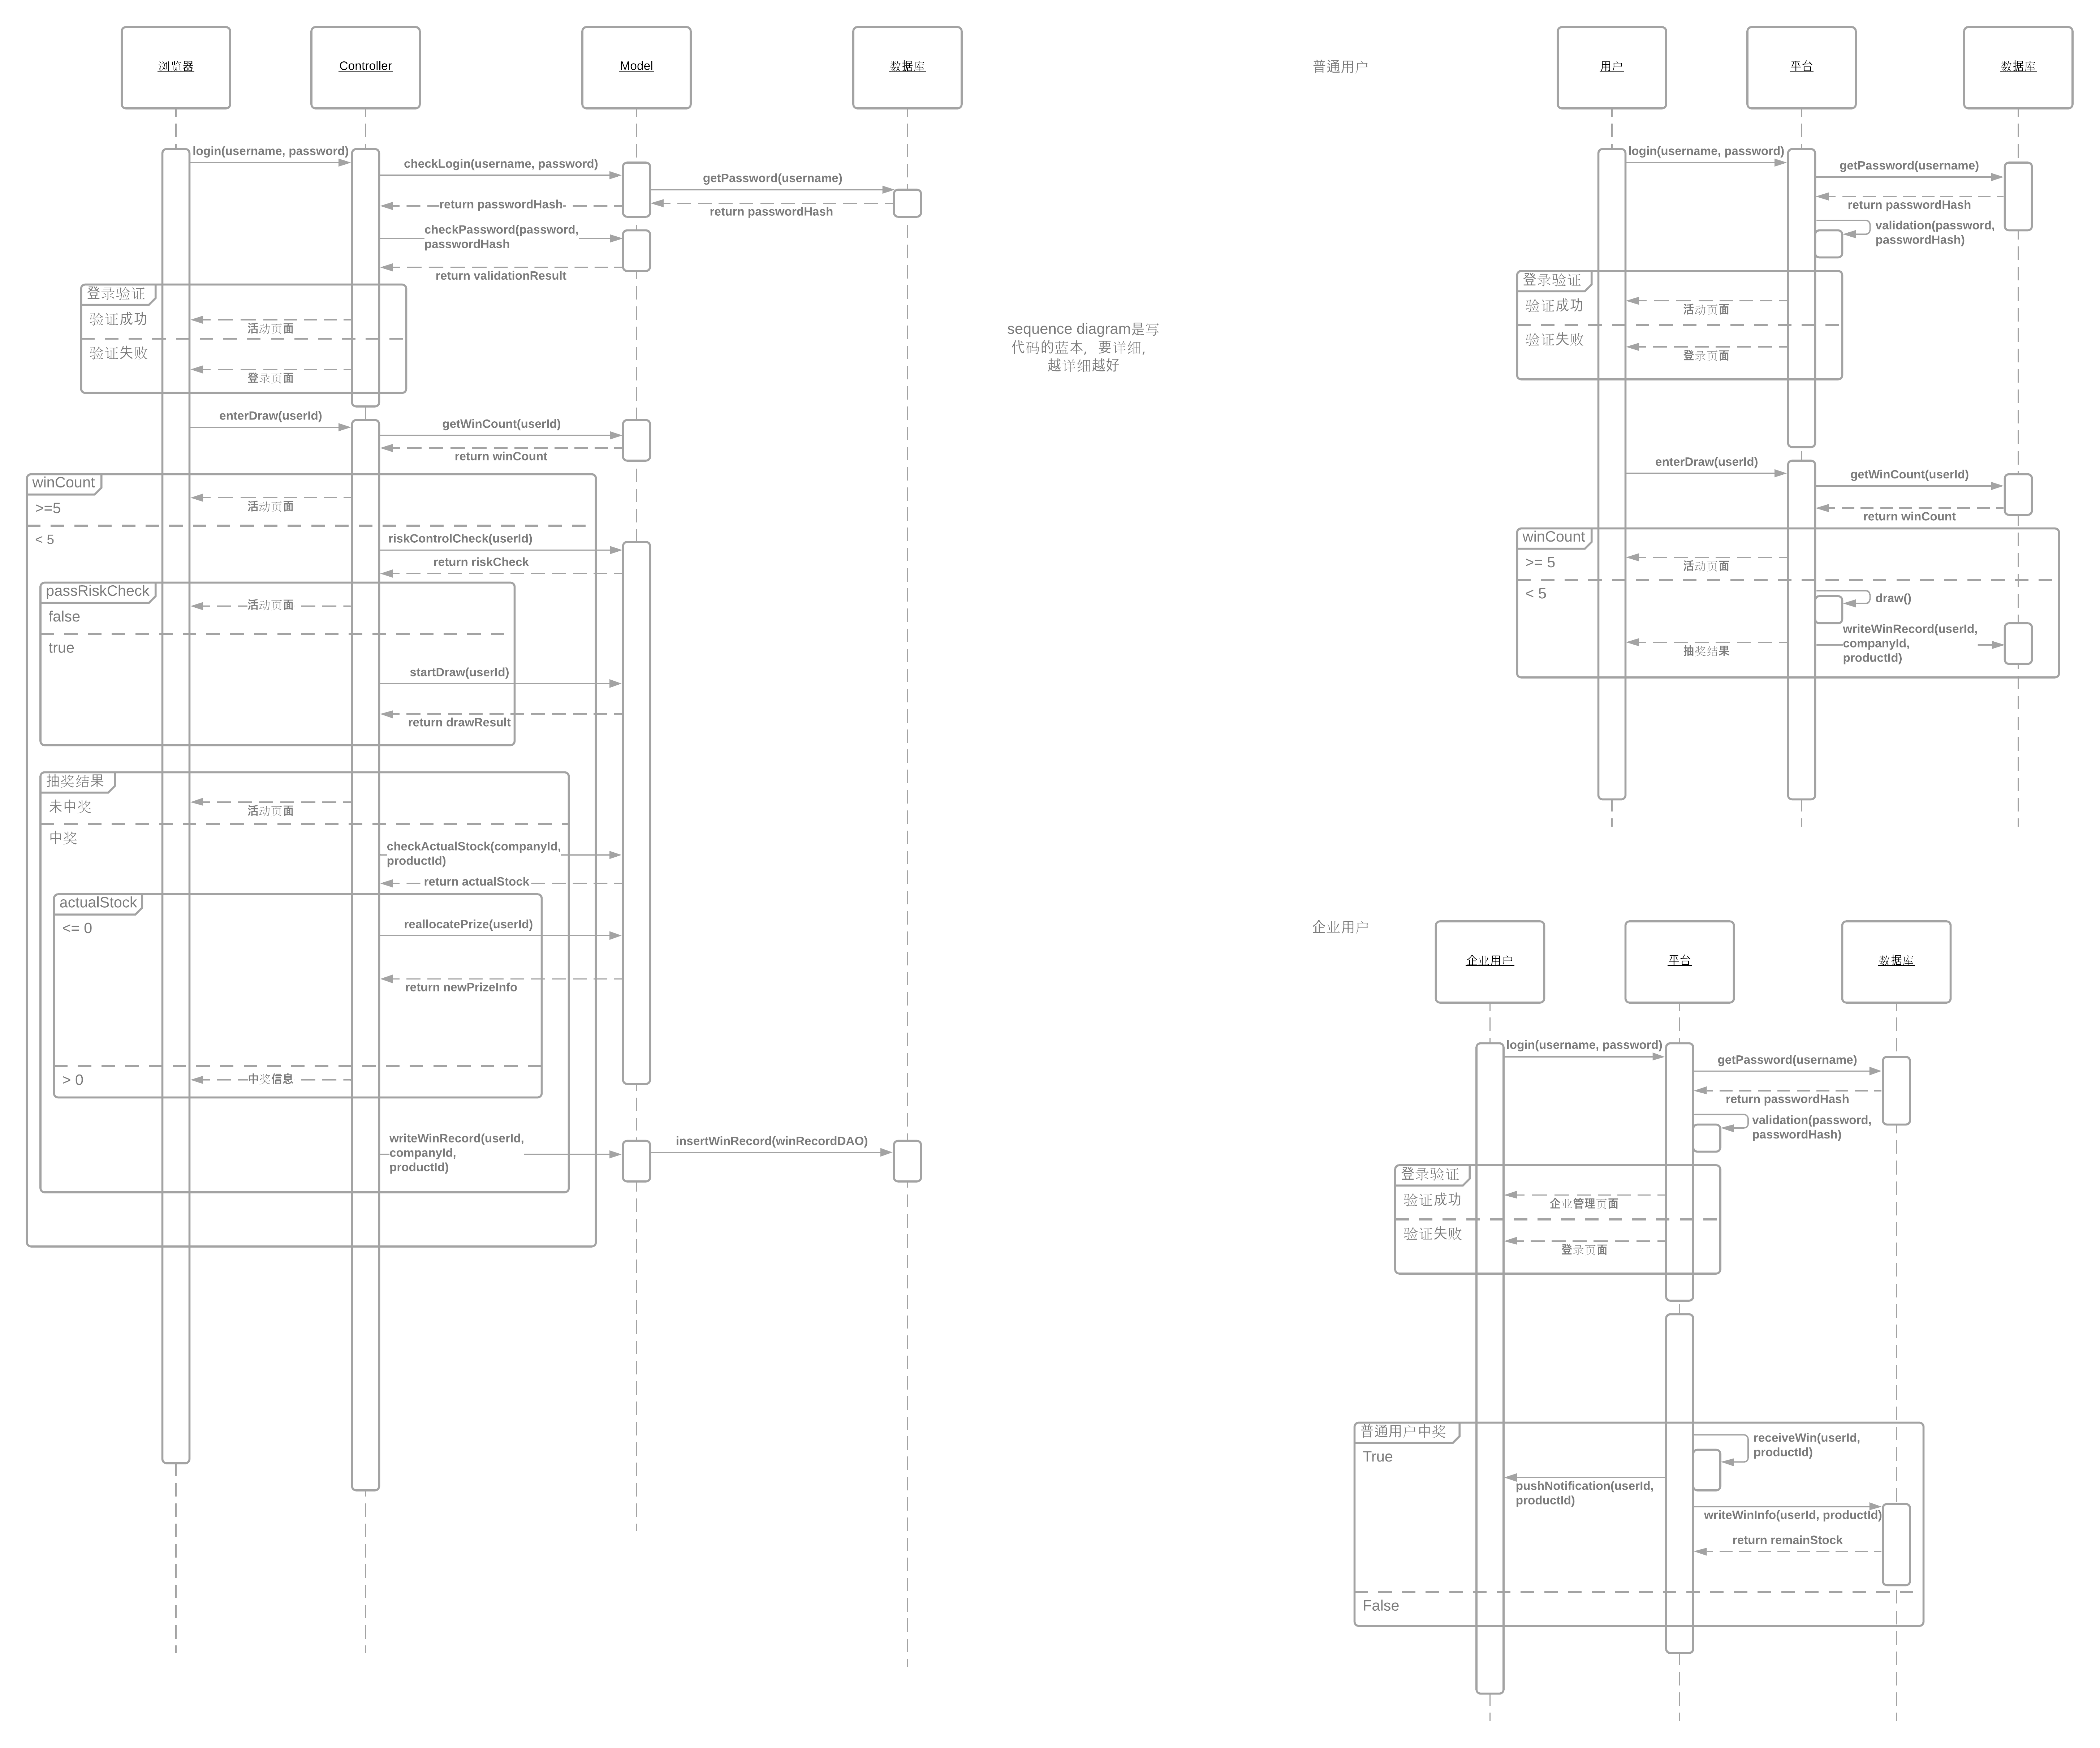 浏览器
Controller
Model
数据库
login(username, password)
checkLogin(username, password)
getPassword(username)
return passwordHash
return passwordHash
checkPassword(password,
passwordHash
return validationResult
登录验证
验证成功
活动页面
验证失败
登录页面
enterDraw(userId)
getWinCount(userId)
return winCount
winCount
>=5
活动页面
< 5
riskControlCheck(userId)
return riskCheck
passRiskCheck
false
活动页面
true
startDraw(userId)
return drawResult
抽奖结果
未中奖
活动页面
中奖
checkActualStock(companyId,
productId)
return actualStock
actualStock
<= 0
reallocatePrize(userId)
return newPrizeInfo
> 0
中奖信息
writeWinRecord(userId,
companyId,
productId)
insertWinRecord(winRecordDAO)
sequence diagram是写
代码的蓝本，要详细，
越详细越好
普通用户
用户
平台
数据库
login(username, password)
getPassword(username)
return passwordHash
validation(password,
passwordHash)
登录验证
验证成功
活动页面
验证失败
登录页面
enterDraw(userId)
getWinCount(userId)
return winCount
winCount
>= 5
活动页面
< 5
draw()
writeWinRecord(userId,
companyId,
productId)
抽奖结果
企业用户
企业用户
平台
数据库
login(username, password)
getPassword(username)
return passwordHash
validation(password,
passwordHash)
登录验证
验证成功
企业管理页面
验证失败
登录页面
普通用户中奖
True
receiveWin(userId,
productId)
pushNotification(userId,
productId)
writeWinInfo(userId, productId)
return remainStock
False